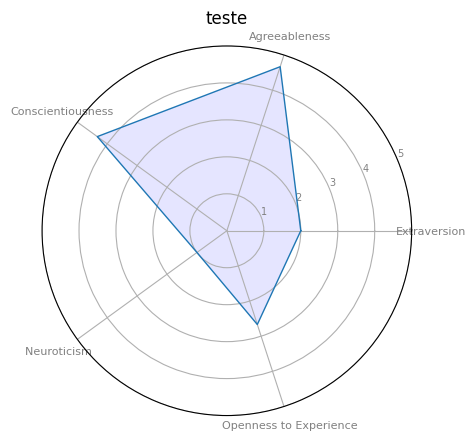 teste
Agreeableness
Conscientiousness
5
4
3
2
1
Extraversion
Neuroticism
Openness to Experience